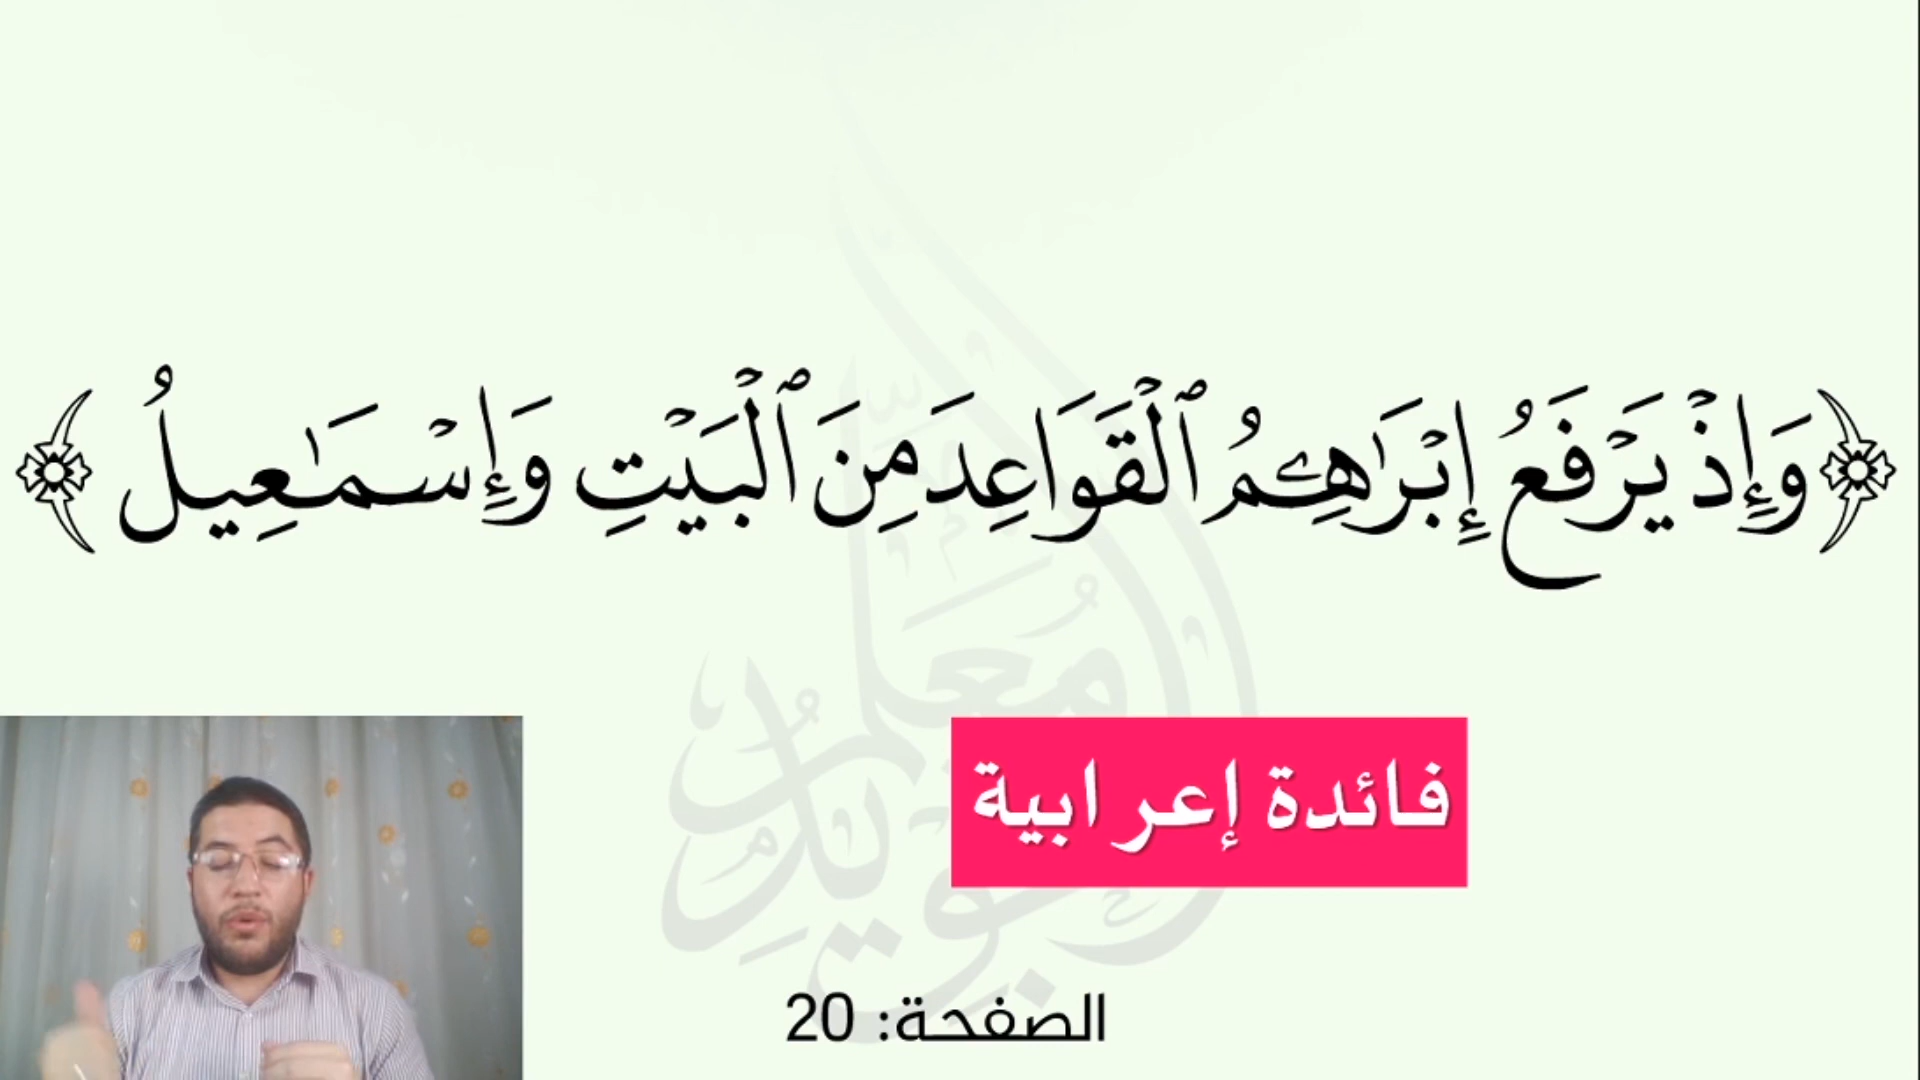 ﴿وَإِذْ يَرْفَعُ إِبْرَٰهِـۧمُ ٱلْقَوَاعِدَ مِنَ ٱلْبَيْتِ وَإِسْمَـٰعِيلُ﴾
فائدة إعرابية
الصفحة: 20